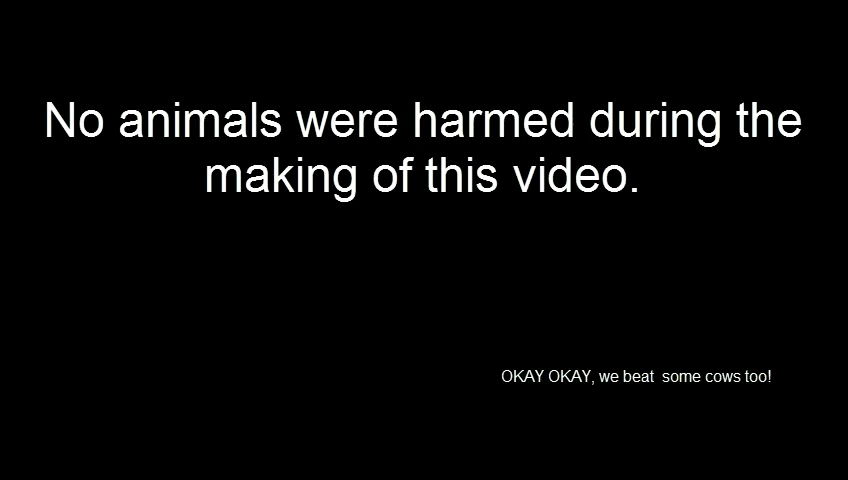 No animals were harmed during the
making of this video.
OKAY OKAY, we beat  some cows too!